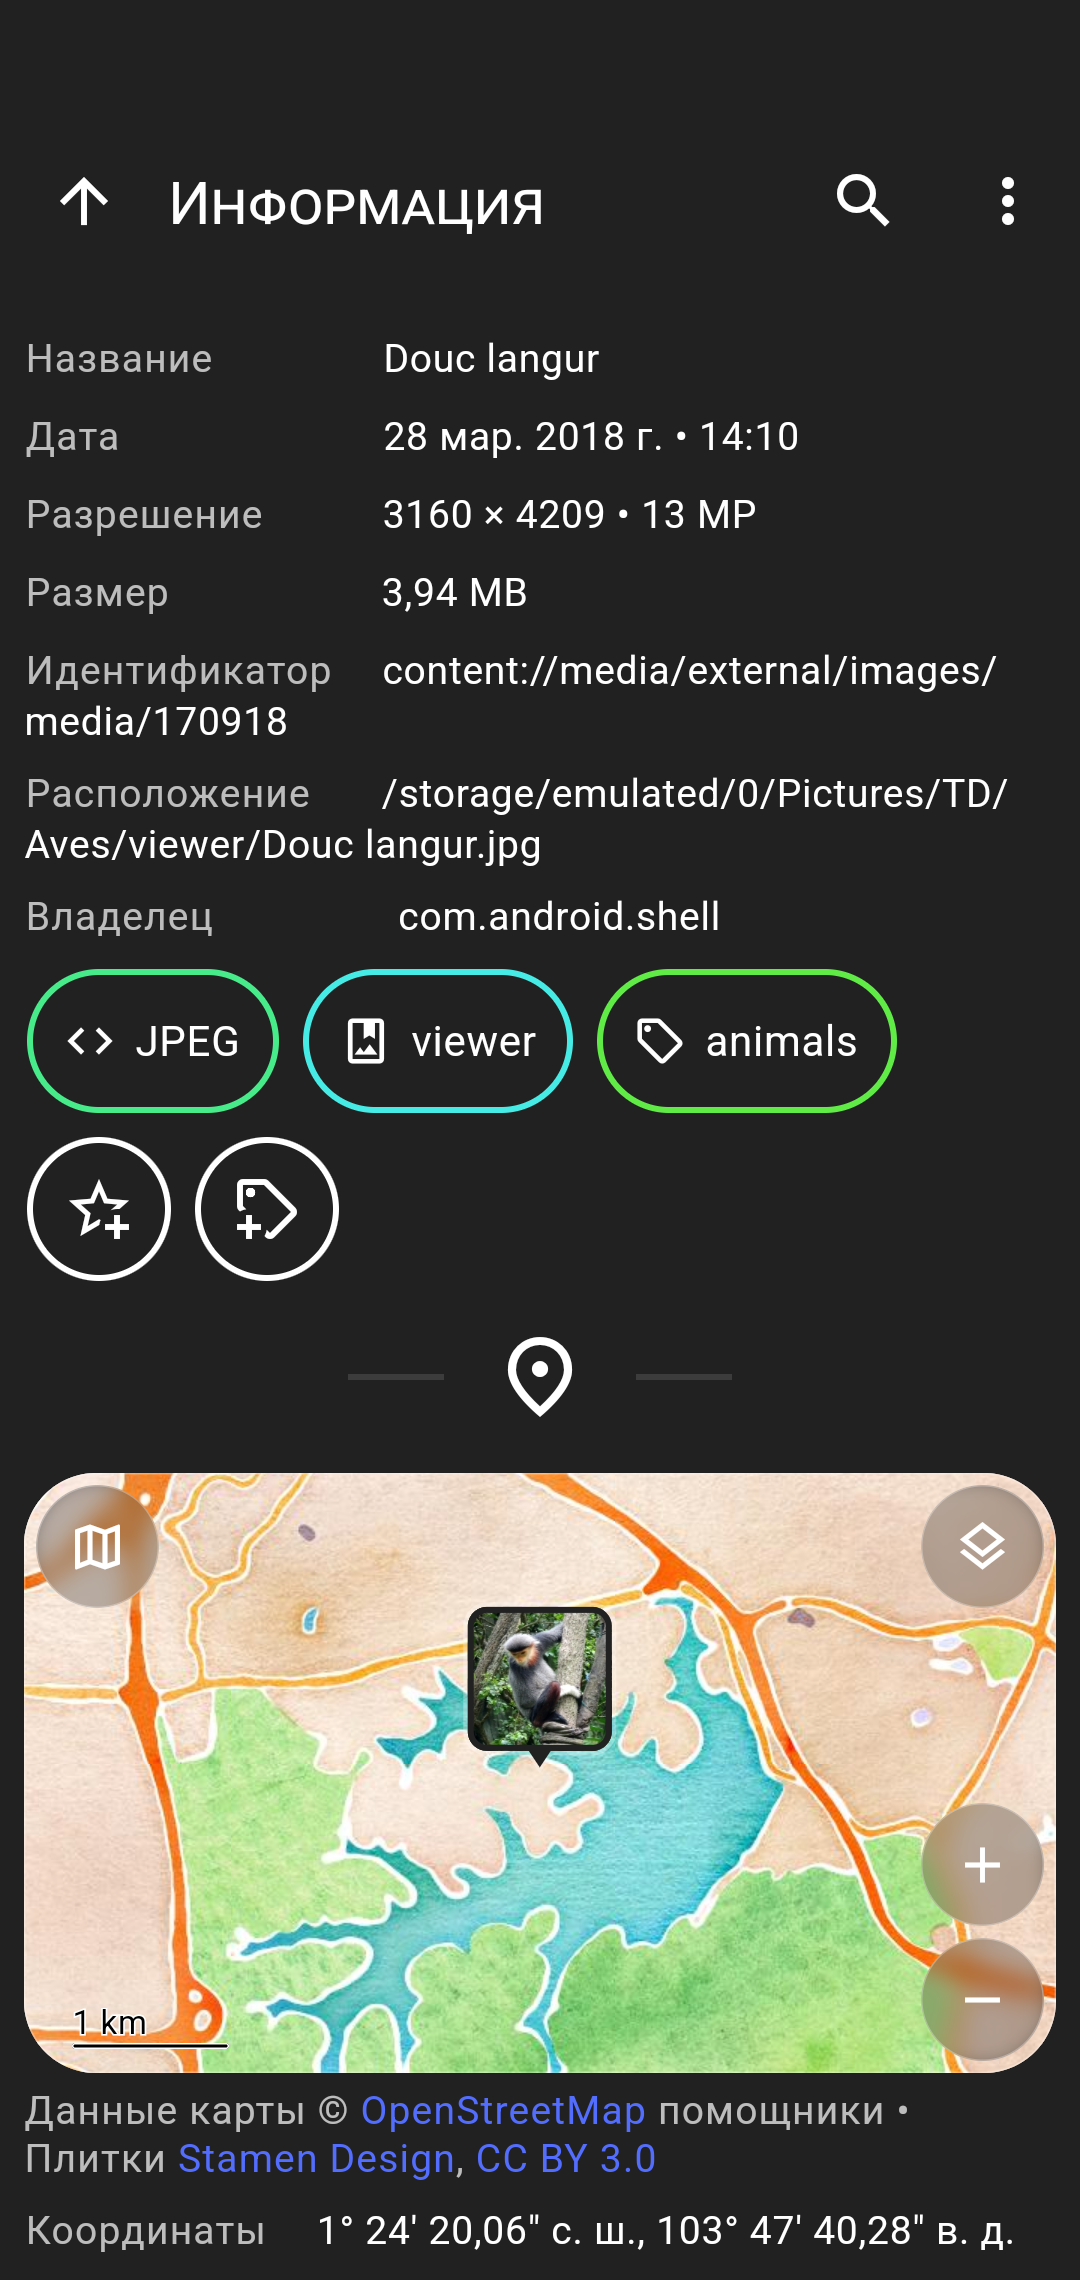 Информация
Название Douc langur
Дата 28 мар. 2018 г. • 14:10
Разрешение 3160 × 4209 • 13 MP
Размер 3,94 MB
Идентификатор content://media/external/images/
media/170918
Расположение /storage/emulated/0/Pictures/TD/
Aves/viewer/Douc langur.jpg
Владелец com.android.shell
JPEG viewer animals
1 km
Данные карты © OpenStreetMap помощники •
Плитки Stamen Design, CC BY 3.0
Координаты 1° 24' 20,06" с. ш., 103° 47' 40,28" в. д.